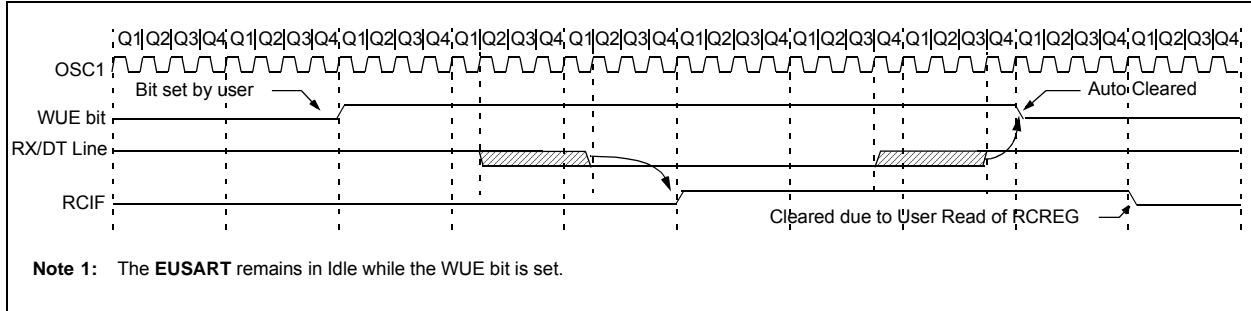 Q1 Q2 Q3 Q4 Q1 Q2 Q3 Q4 Q1 Q2 Q3 Q4 Q1 Q2 Q3 Q4 Q1 Q2 Q3 Q4 Q1 Q2 Q3 Q4 Q1 Q2 Q3 Q4 Q1 Q2 Q3 Q4 Q1 Q2 Q3 Q4 Q1 Q2 Q3 Q4
OSC1
Bit set by user
Auto Cleared
WUE bit
RX/DT Line
RCIF
Cleared due to User Read of RCREG
Note 1: The EUSART remains in Idle while the WUE bit is set.